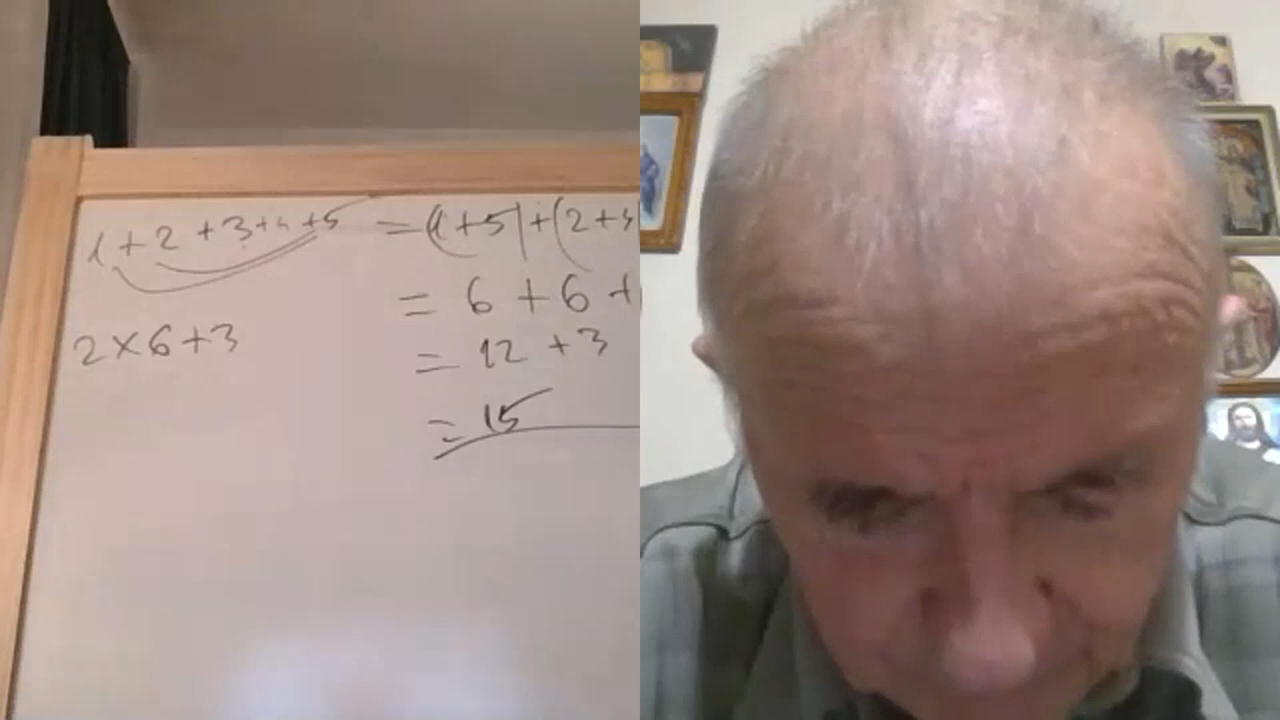 1+2+3+4+5 = (1+5)+(2+4
= 6+6+
2×6+3 = 12+3
= 15